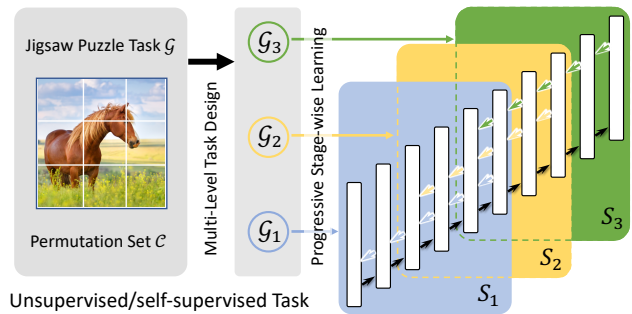 Jigsaw Puzzle Task 𝒢
Permutation Set 𝒞
Unsupervised/self-supervised Task
Multi-Level Task Design
𝒢₃
𝒢₂
𝒢₁
Progressive Stage-wise Learning
S₃
S₂
S₁